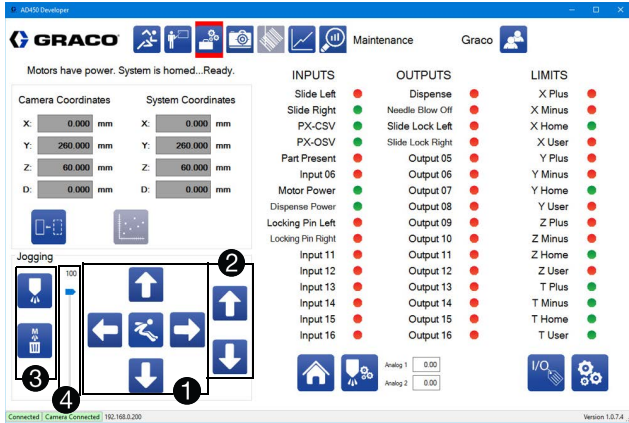 AD450 Developer
GRACO
Maintenance
Graco
Motors have power. System is homed...Ready.
Camera Coordinates
System Coordinates
X: 0.000 mm X: 0.000 mm
Y: 260.000 mm Y: 260.000 mm
Z: 60.000 mm Z: 60.000 mm
D: 0.000 mm D: 0.000 mm
Jogging
100
M
1
2
3
4
INPUTS
Slide Left
Slide Right
PX-CSV
PX-OSV
Part Present
Input 06
Motor Power
Dispense Power
Locking Pin Left
Locking Pin Right
Input 11
Input 12
Input 13
Input 14
Input 15
Input 16
OUTPUTS
Dispense
Needle Blow Off
Slide Lock Left
Slide Lock Right
Output 05
Output 06
Output 07
Output 08
Output 09
Output 10
Output 11
Output 12
Output 13
Output 14
Output 15
Output 16
LIMITS
X Plus
X Minus
X Home
X User
Y Plus
Y Minus
Y Home
Y User
Z Plus
Z Minus
Z Home
Z User
T Plus
T Minus
T Home
T User
Analog 1 0.00
Analog 2 0.00
I/O
Connected Camera Connected 192.168.0.200
Version 1.0.7.4